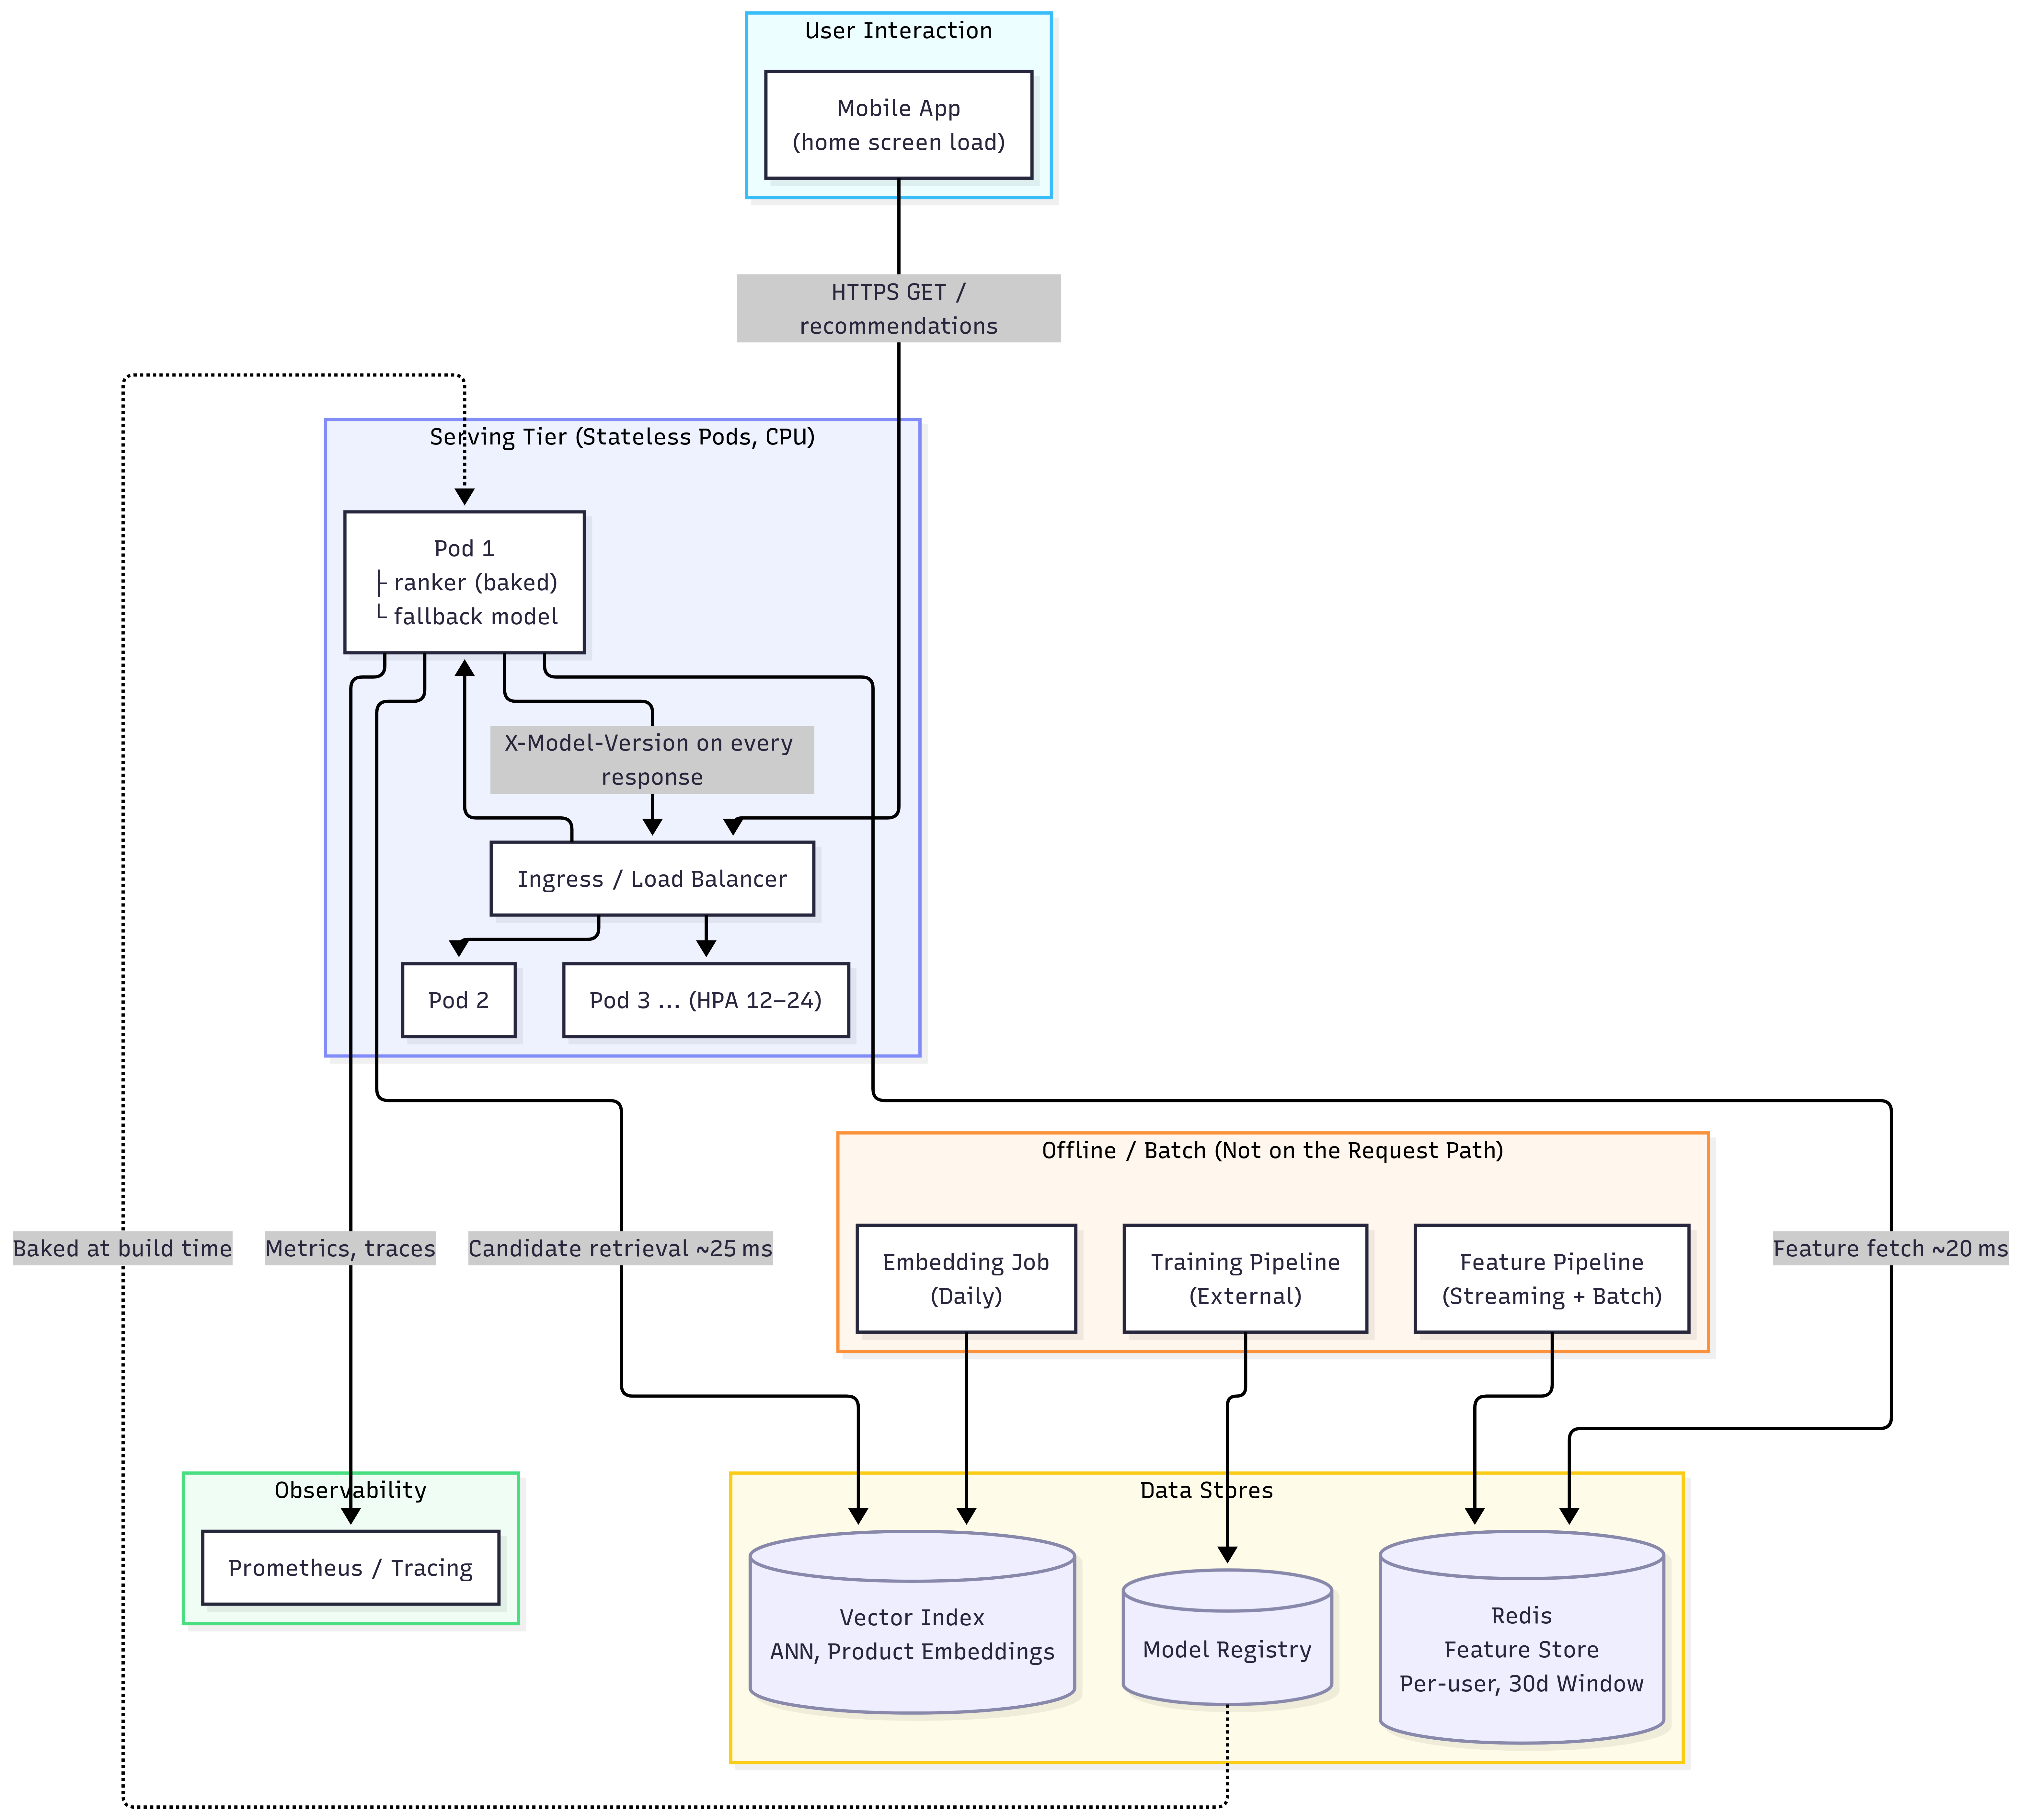 User Interaction
Mobile App
(home screen load)
HTTPS GET /
recommendations
Serving Tier (Stateless Pods, CPU)
Pod 1
├ ranker (baked)
└ fallback model
X-Model-Version on every
response
Ingress / Load Balancer
Pod 2
Pod 3 ... (HPA 12–24)
Offline / Batch (Not on the Request Path)
Baked at build time
Metrics, traces
Candidate retrieval ~25 ms
Embedding Job
(Daily)
Training Pipeline
(External)
Feature Pipeline
(Streaming + Batch)
Feature fetch ~20 ms
Observability
Prometheus / Tracing
Data Stores
Vector Index
ANN, Product Embeddings
Model Registry
Redis
Feature Store
Per-user, 30d Window